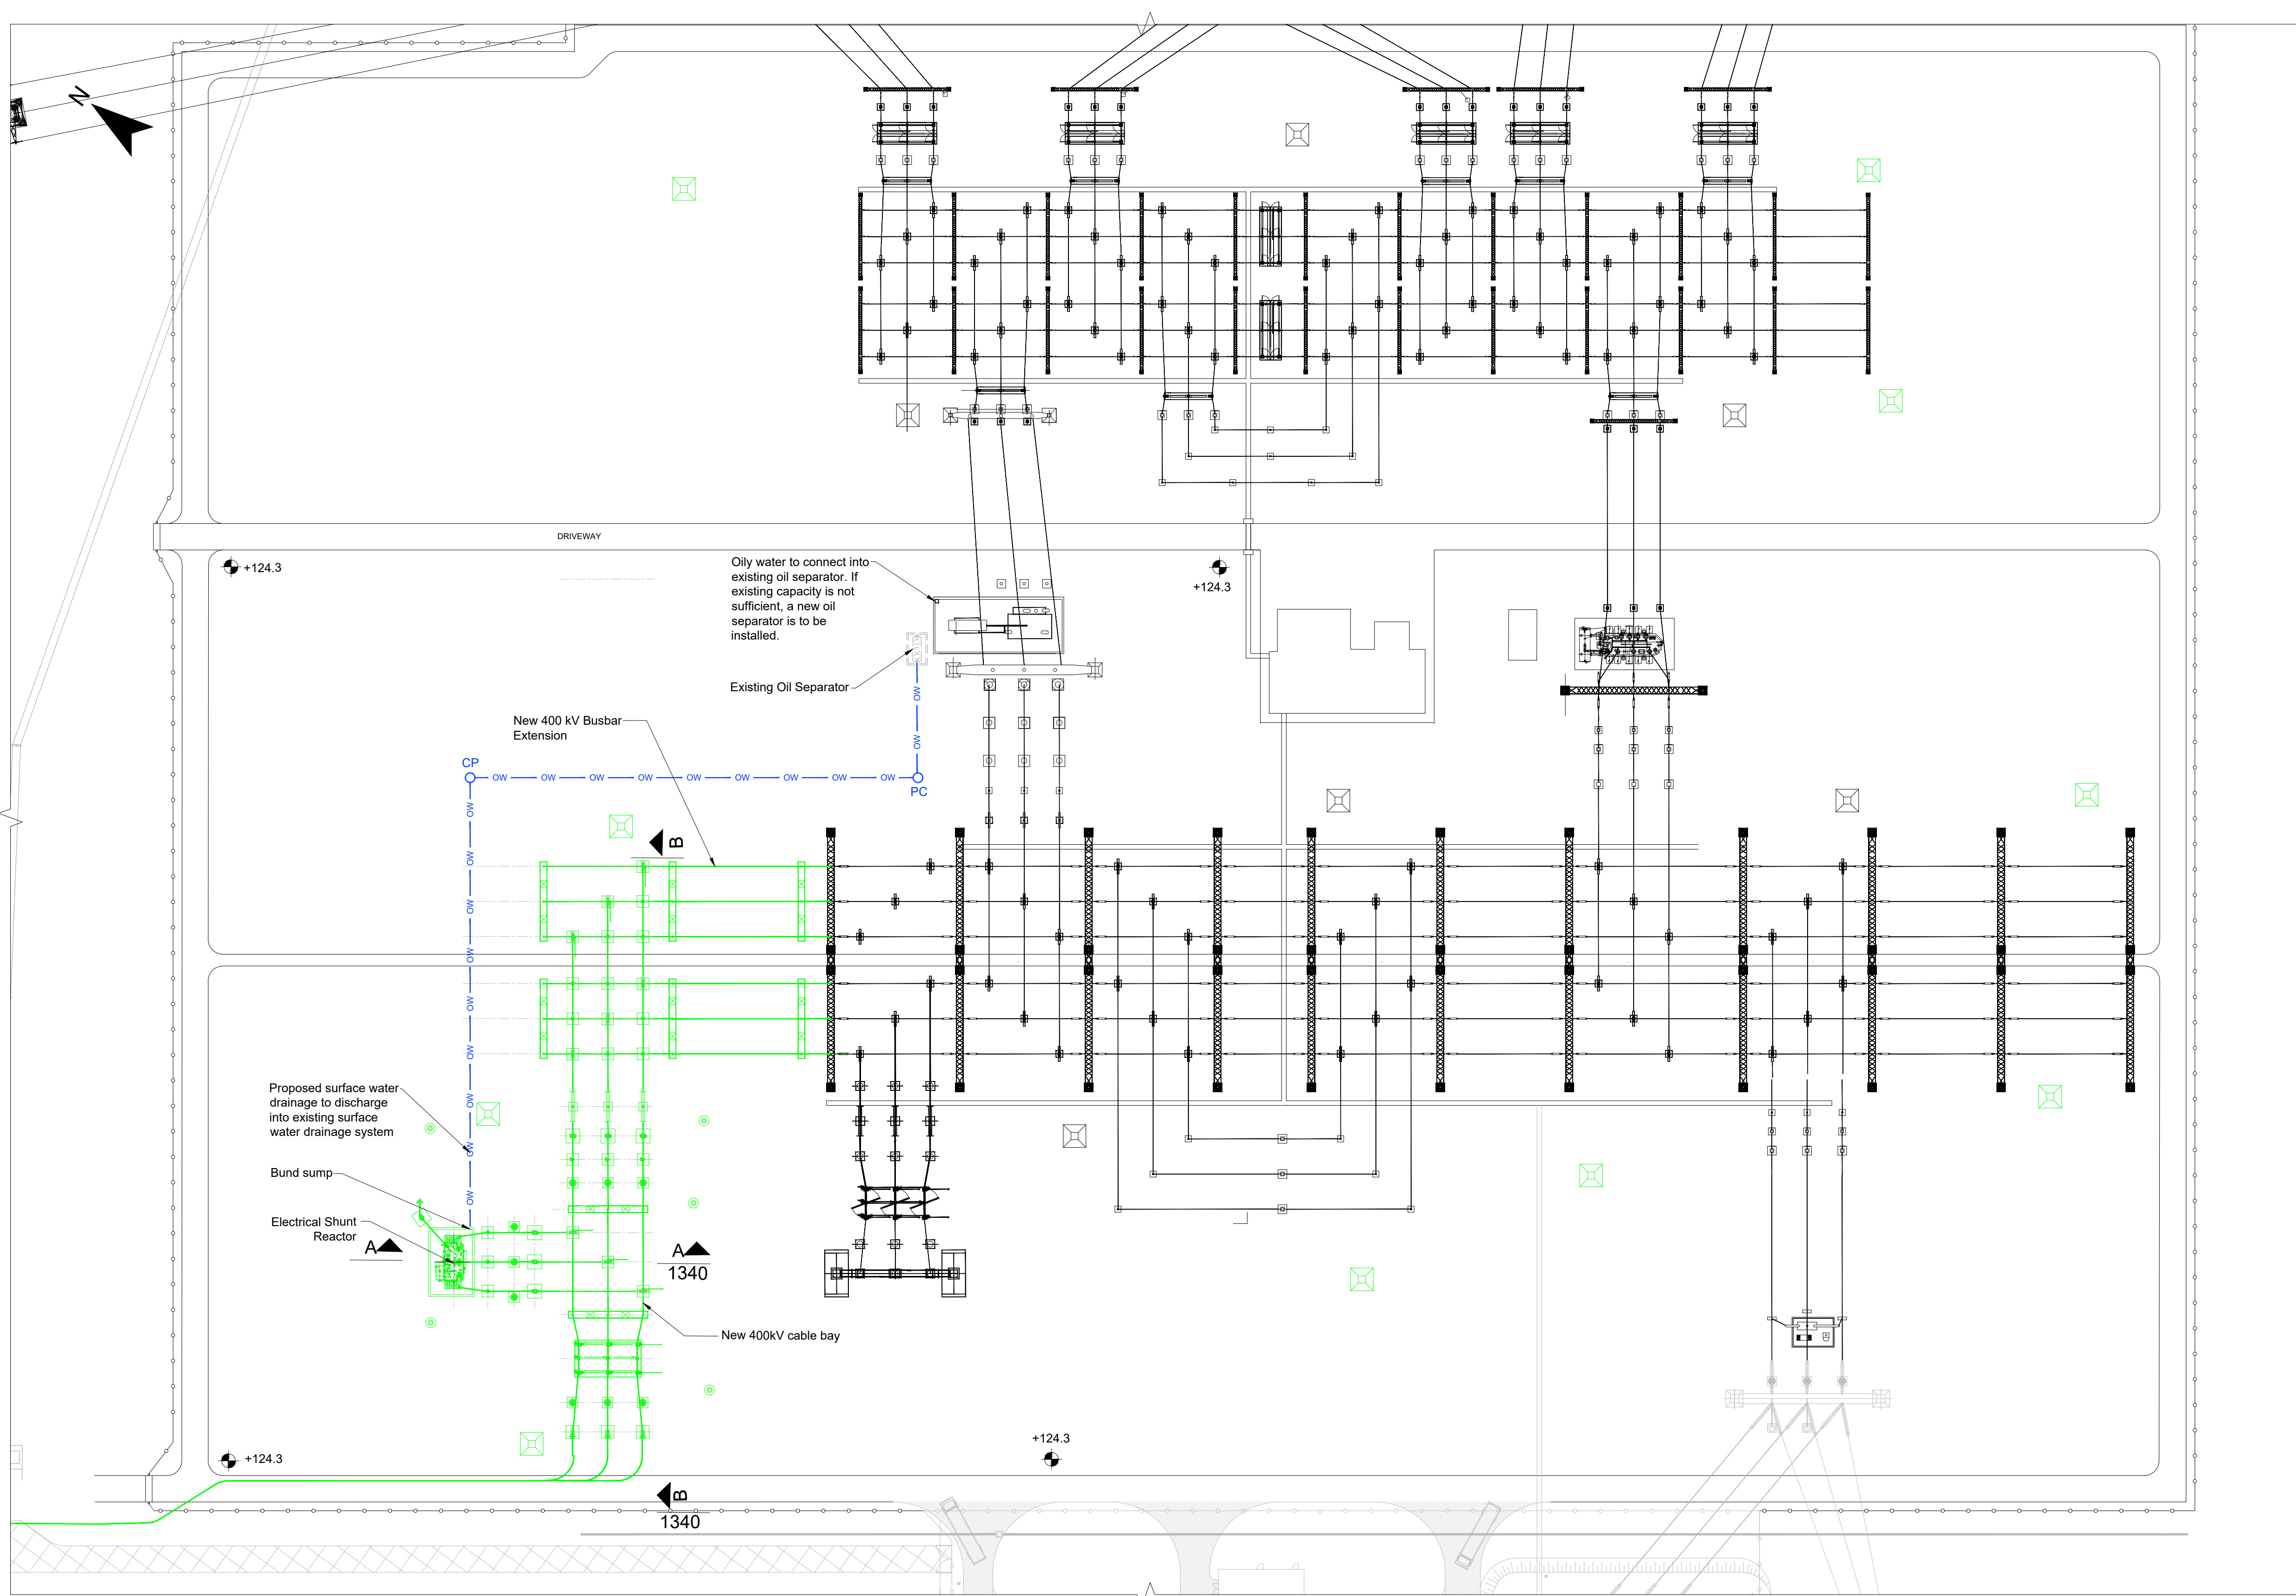 N
DRIVEWAY
+124.3
+124.3
Oily water to connect into
existing oil separator. If
existing capacity is not
sufficient, a new oil
separator is to be
installed.
Existing Oil Separator
OW
OW
New 400 kV Busbar
Extension
CP
OW OW OW OW OW OW OW OW OW
PC
OW
OW
OW
OW
OW
OW
OW
OW
OW
B
Proposed surface water
drainage to discharge
into existing surface
water drainage system
Bund sump
Electrical Shunt
Reactor
A
A
1340
New 400kV cable bay
+124.3
+124.3
B
1340